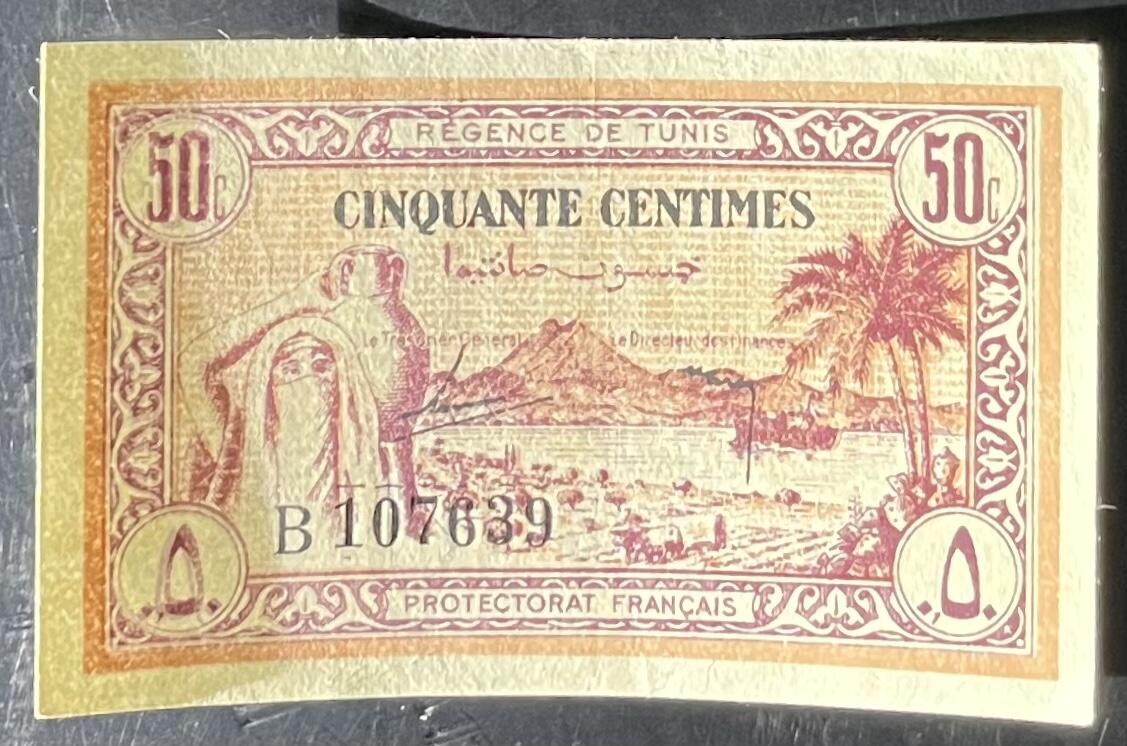 RÉGENCE DE TUNIS
50c
50c
CINQUANTE CENTIMES
خمسون صانتيما
Le Trésorier Général
Le Directeur des Finances
B 107639
٥٠
٥٠
PROTECTORAT FRANÇAIS